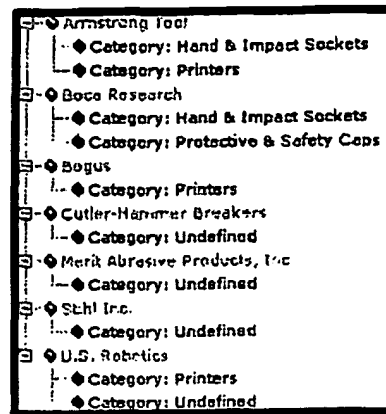 Armstrong Tool
Category: Hand & Impact Sockets
Category: Printers
Boca Research
Category: Hand & Impact Sockets
Category: Protective & Safety Caps
Bogus
Category: Printers
Cutler-Hammer Breakers
Category: Undefined
Merit Abrasive Products, Inc
Category: Undefined
Sthl Inc.
Category: Undefined
U.S. Robotics
Category: Printers
Category: Undefined